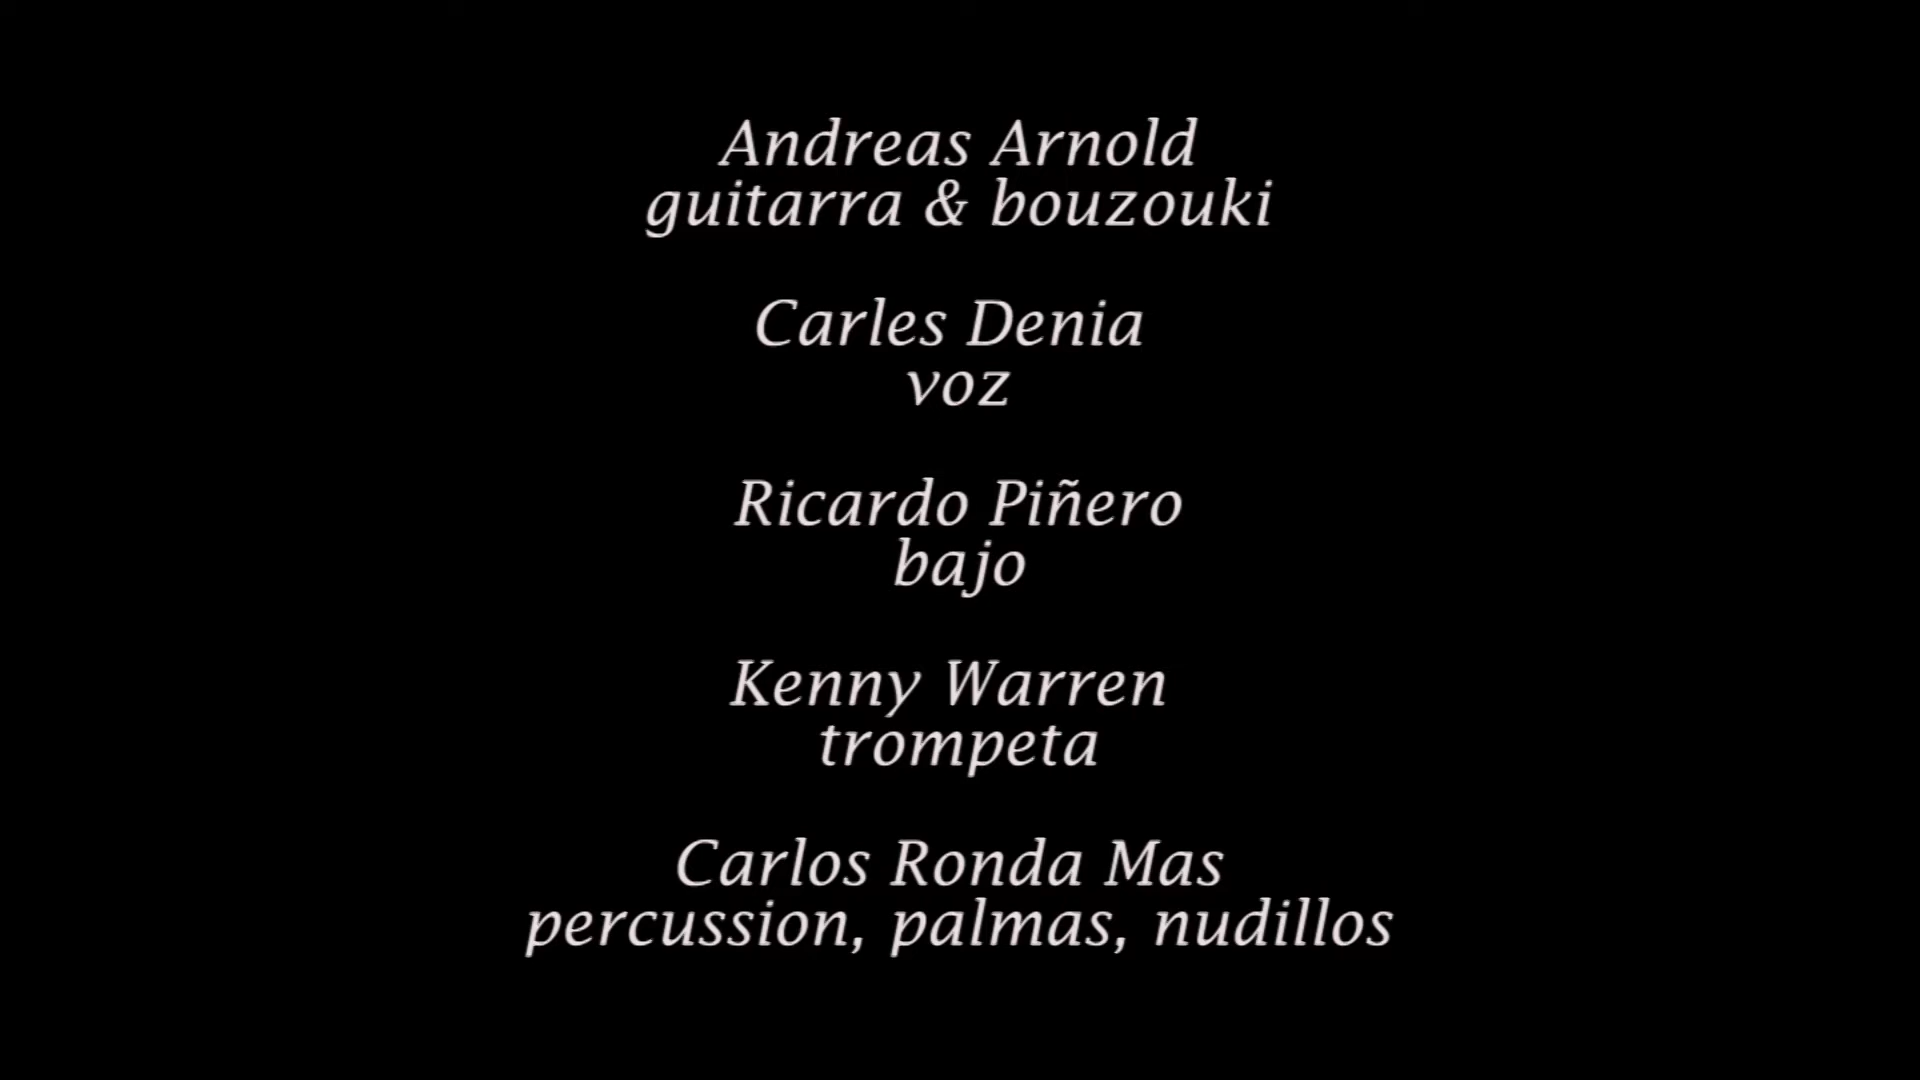 Andreas Arnold
guitarra & bouzouki
Carles Denia
voz
Ricardo Piñero
bajo
Kenny Warren
trompeta
Carlos Ronda Mas
percussion, palmas, nudillos